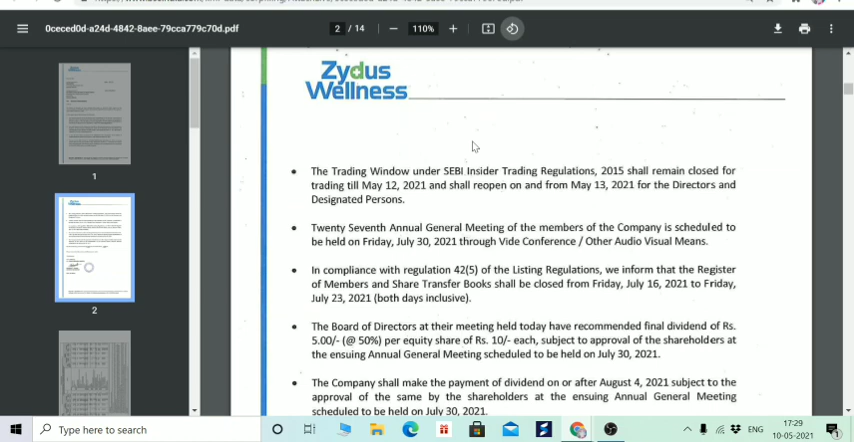 0ceced0d-a24d-4842-8aee-79cca779c70d.pdf
2 / 14
110%
Zydus
Wellness
• The Trading Window under SEBI Insider Trading Regulations, 2015 shall remain closed for
trading till May 12, 2021 and shall reopen on and from May 13, 2021 for the Directors and
Designated Persons.
• Twenty Seventh Annual General Meeting of the members of the Company is scheduled to
be held on Friday, July 30, 2021 through Vide Conference / Other Audio Visual Means.
• In compliance with regulation 42(5) of the Listing Regulations, we inform that the Register
of Members and Share Transfer Books shall be closed from Friday, July 16, 2021 to Friday,
July 23, 2021 (both days inclusive).
• The Board of Directors at their meeting held today have recommended final dividend of Rs.
5.00/- (@ 50%) per equity share of Rs. 10/- each, subject to approval of the shareholders at
the ensuing Annual General Meeting scheduled to be held on July 30, 2021.
• The Company shall make the payment of dividend on or after August 4, 2021 subject to the
approval of the same by the shareholders at the ensuing Annual General Meeting
scheduled to be held on July 30, 2021.
1
2
Type here to search
ENG
17:29
10-05-2021